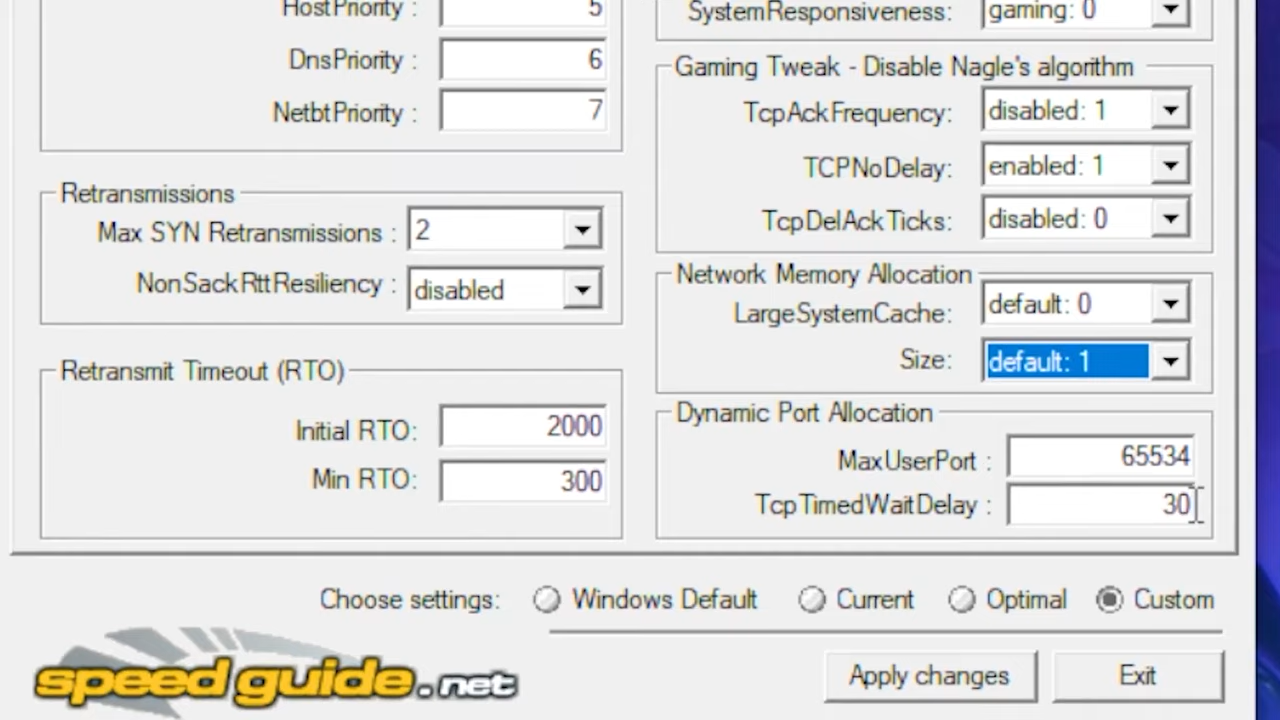 HostPriority : 5
DnsPriority : 6
NetbtPriority : 7
Retransmissions
Max SYN Retransmissions : 2
NonSackRttResiliency : disabled
Retransmit Timeout (RTO)
Initial RTO: 2000
Min RTO: 300
SystemResponsiveness: gaming: 0
Gaming Tweak - Disable Nagle's algorithm
TcpAckFrequency: disabled: 1
TCPNoDelay: enabled: 1
TcpDelAckTicks: disabled: 0
Network Memory Allocation
LargeSystemCache: default: 0
Size: default: 1
Dynamic Port Allocation
MaxUserPort : 65534
TcpTimedWaitDelay : 30
Choose settings: Windows Default Current Optimal Custom
speedguide.net
Apply changes Exit